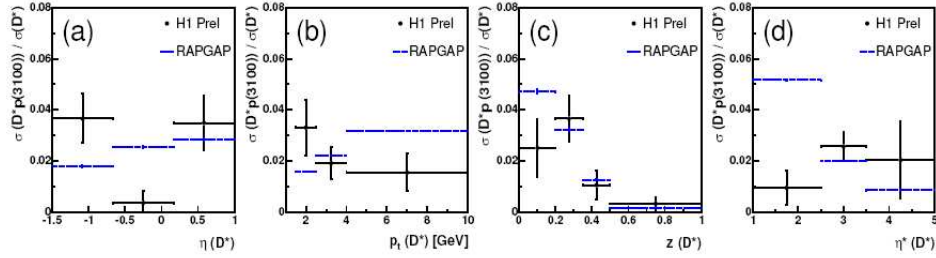 (a)
H1 Prel
RAPGAP
σ (D*p(3100)) / σ(D*)
0.08
0.06
0.04
0.02
0
-1.5 -1 -0.5 0 0.5 1
η (D*)
(b)
H1 Prel
RAPGAP
σ (D*p(3100)) / σ(D*)
0.08
0.06
0.04
0.02
0
2 4 6 8 10
pt (D*) [GeV]
(c)
H1 Prel
RAPGAP
σ (D*p(3100)) / σ(D*)
0.08
0.06
0.04
0.02
0
0 0.2 0.4 0.6 0.8 1
z (D*)
(d)
H1 Prel
RAPGAP
σ (D*p(3100)) / σ(D*)
0.08
0.06
0.04
0.02
0
1 2 3 4 5
η* (D*)